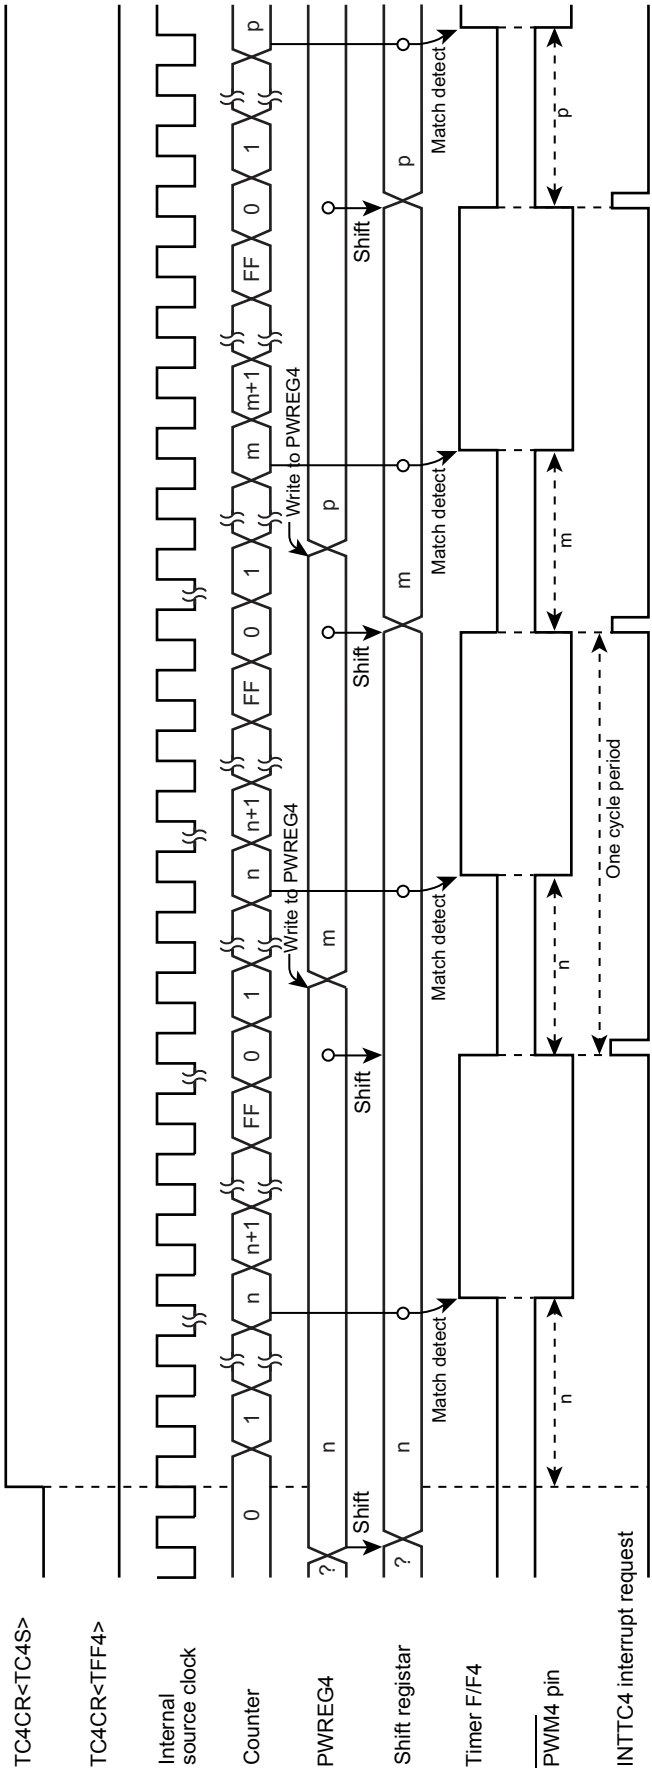 TC4CR<TC4S>
TC4CR<TFF4>
Internal
source clock
Counter 0 1 n n+1 FF 0 1 n n+1 FF 0 1 m m+1 FF 0 1 p
Write to PWREG4 Write to PWREG4
PWREG4 ? n m p
Shift Shift Shift Shift
Shift registar ? n m p
Match detect Match detect Match detect Match detect
Timer F/F4
PWM4 pin n n m p
One cycle period
INTTC4 interrupt request